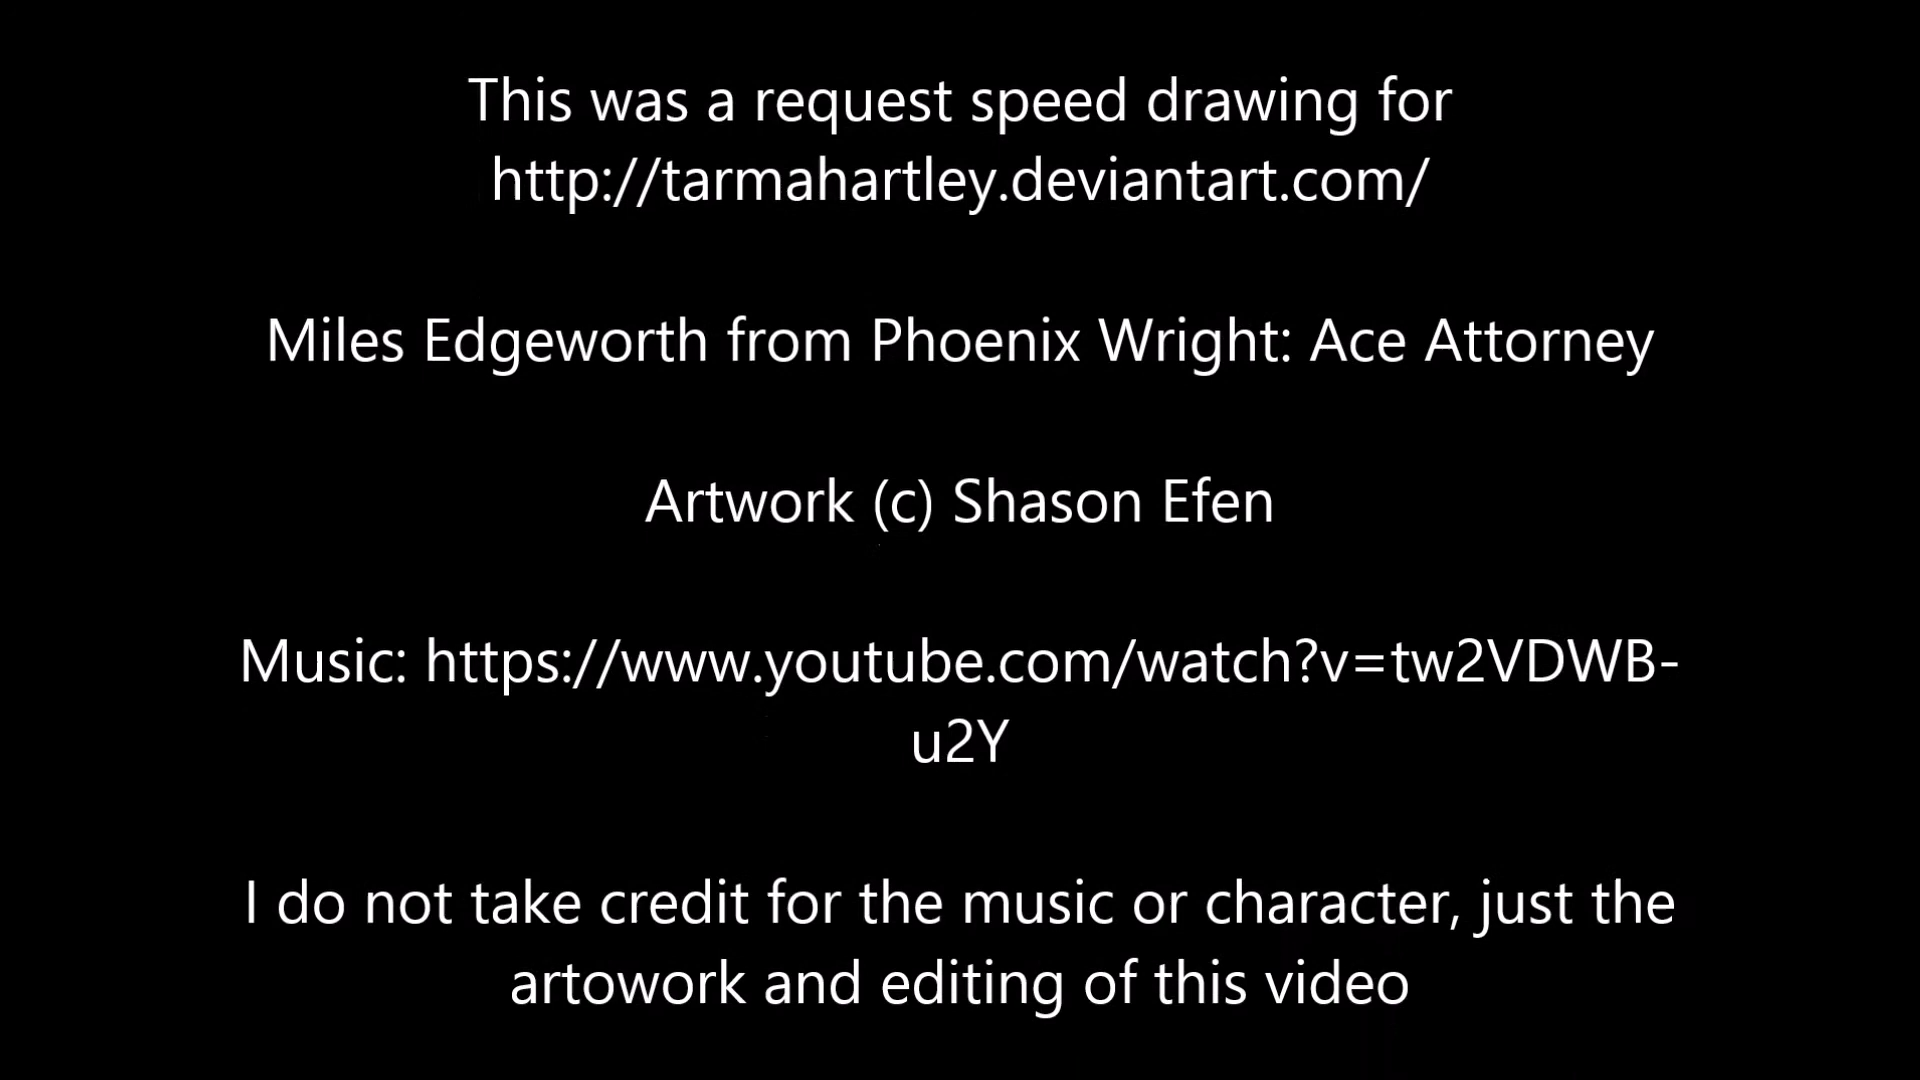 This was a request speed drawing for
http://tarmahartley.deviantart.com/
Miles Edgeworth from Phoenix Wright: Ace Attorney
Artwork (c) Shason Efen
Music: https://www.youtube.com/watch?v=tw2VDWB-
u2Y
I do not take credit for the music or character, just the
artowork and editing of this video